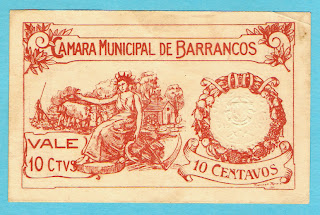 CAMARA MUNICIPAL DE BARRANCOS
VALE
10 CTVS
10 CENTAVOS